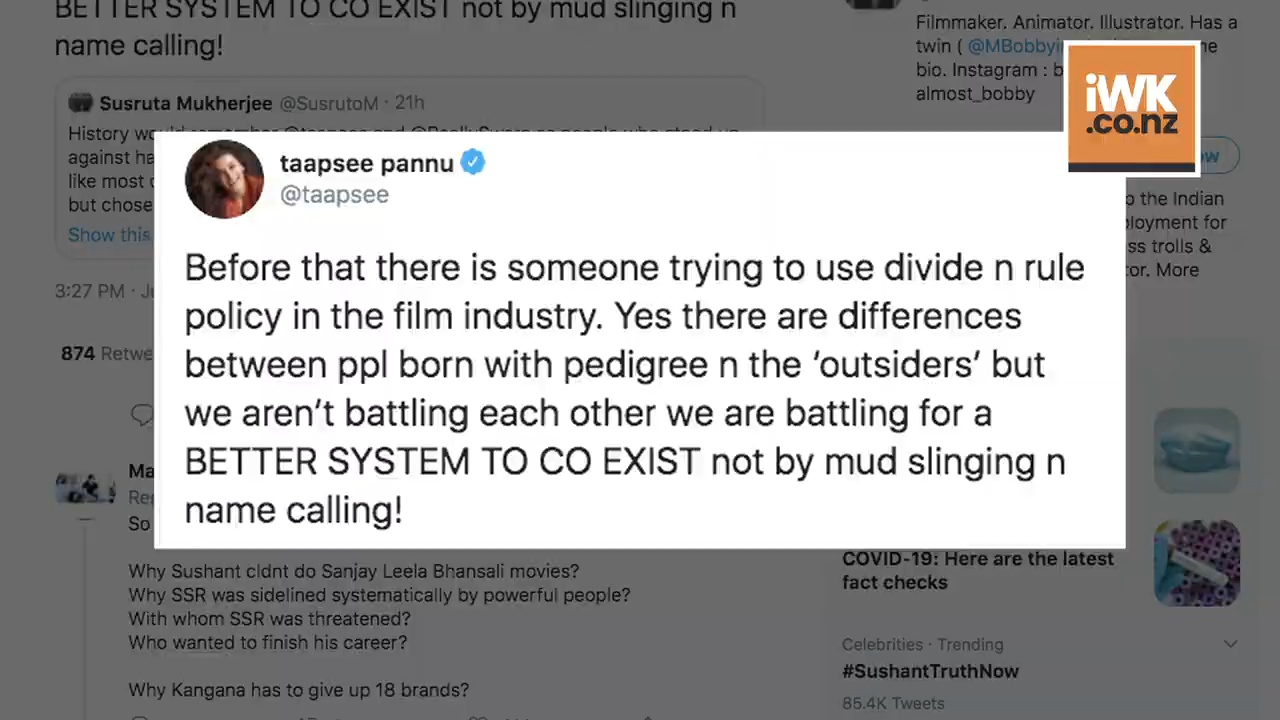 BETTER SYSTEM TO CO EXIST not by mud slinging n
name calling!
Susruta Mukherjee @SusrutoM · 21h
History
against
like most
but chose
Show this
3:27 PM
874
taapsee pannu
@taapsee
Before that there is someone trying to use divide n rule
policy in the film industry. Yes there are differences
between ppl born with pedigree n the ‘outsiders’ but
we aren’t battling each other we are battling for a
BETTER SYSTEM TO CO EXIST not by mud slinging n
name calling!
So
Why Sushant cldnt do Sanjay Leela Bhansali movies?
Why SSR was sidelined systematically by powerful people?
With whom SSR was threatened?
Who wanted to finish his career?
Why Kangana has to give up 18 brands?
Filmmaker. Animator. Illustrator. Has a
twin (
bio. Instagram :
almost_bobby
iWK
.co.nz
the Indian
trolls &
More
COVID-19: Here are the latest
fact checks
Celebrities · Trending
#SushantTruthNow
85.4K Tweets